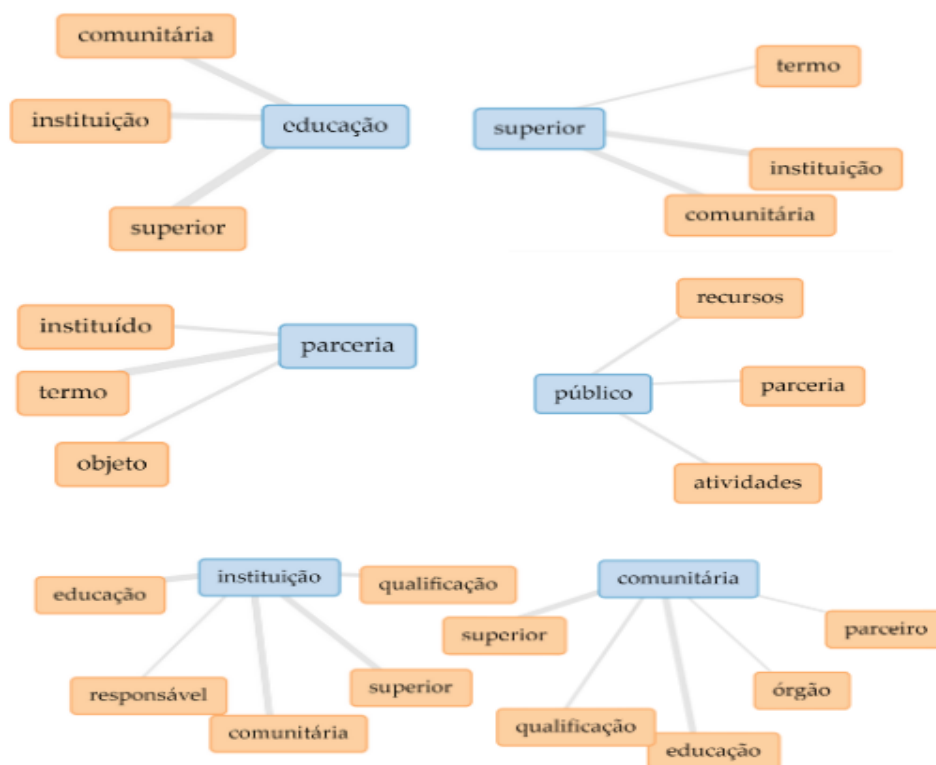 comunitária
instituição
educação
superior
termo
superior
instituição
comunitária
instituído
parceria
termo
objeto
recursos
público
parceria
atividades
instituição
educação
qualificação
responsável
superior
comunitária
comunitária
superior
parceiro
órgão
qualificação
educação